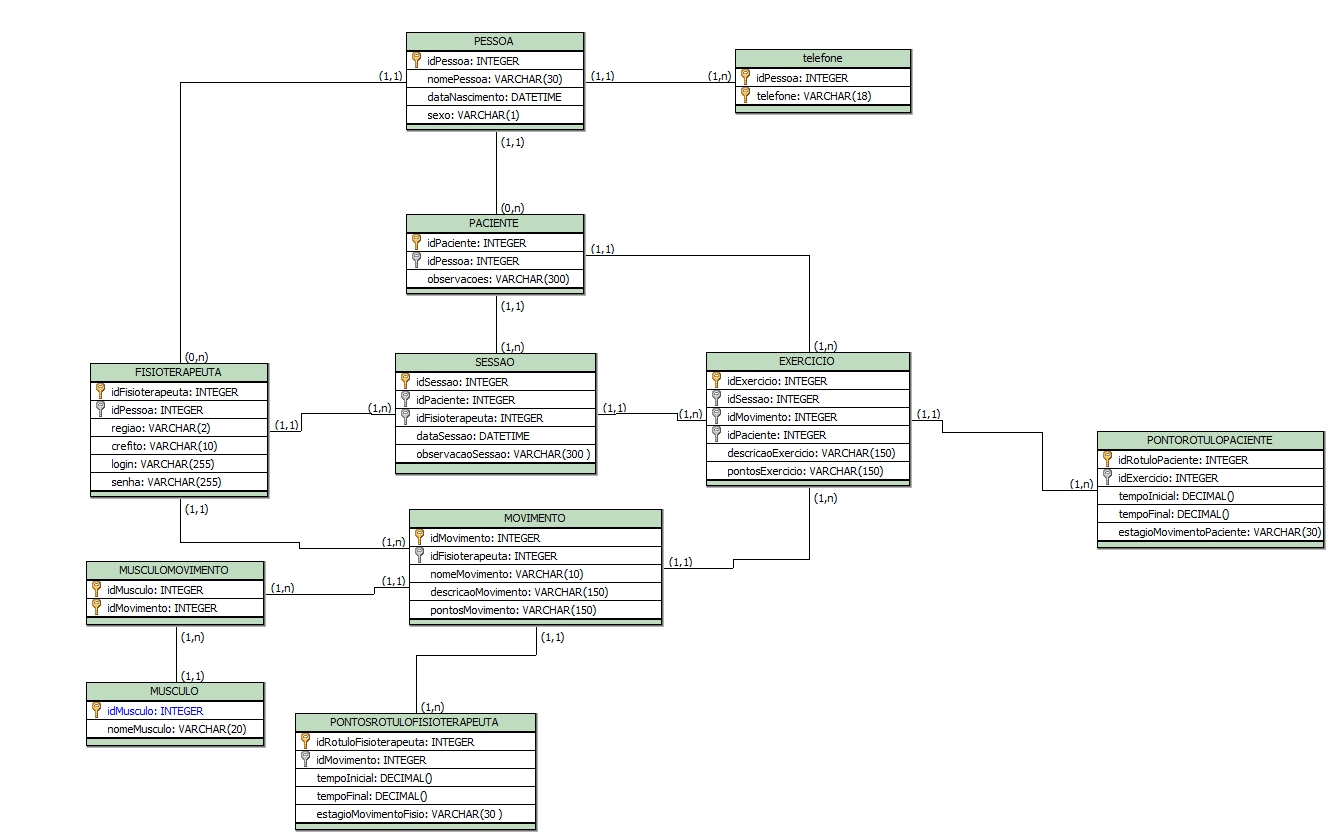 PESSOA
idPessoa: INTEGER
nomePessoa: VARCHAR(30)
dataNascimento: DATETIME
sexo: VARCHAR(1)
(1,1)
(1,1)
(1,n)
telefone
idPessoa: INTEGER
telefone: VARCHAR(18)
(1,1)
(0,n)
PACIENTE
idPaciente: INTEGER
idPessoa: INTEGER
observacoes: VARCHAR(300)
(1,1)
(1,1)
(0,n)
(1,n)
(1,n)
FISIOTERAPEUTA
idFisioterapeuta: INTEGER
idPessoa: INTEGER
regiao: VARCHAR(2)
crefito: VARCHAR(10)
login: VARCHAR(255)
senha: VARCHAR(255)
(1,1)
(1,n)
SESSAO
idSessao: INTEGER
idPaciente: INTEGER
idFisioterapeuta: INTEGER
dataSessao: DATETIME
observacaoSessao: VARCHAR(300 )
(1,1)
(1,n)
EXERCICIO
idExercicio: INTEGER
idSessao: INTEGER
idMovimento: INTEGER
idPaciente: INTEGER
descricaoExercicio: VARCHAR(150)
pontosExercicio: VARCHAR(150)
(1,1)
(1,n)
PONTOROTULOPACIENTE
idRotuloPaciente: INTEGER
idExercicio: INTEGER
tempoInicial: DECIMAL()
tempoFinal: DECIMAL()
estagioMovimentoPaciente: VARCHAR(30)
(1,1)
(1,n)
(1,n)
MOVIMENTO
idMovimento: INTEGER
idFisioterapeuta: INTEGER
nomeMovimento: VARCHAR(10)
descricaoMovimento: VARCHAR(150)
pontosMovimento: VARCHAR(150)
(1,1)
MUSCULOMOVIMENTO
idMusculo: INTEGER
idMovimento: INTEGER
(1,n)
(1,1)
(1,n)
(1,1)
(1,1)
MUSCULO
idMusculo: INTEGER
nomeMusculo: VARCHAR(20)
(1,n)
PONTOSROTULOFISIOTERAPEUTA
idRotuloFisioterapeuta: INTEGER
idMovimento: INTEGER
tempoInicial: DECIMAL()
tempoFinal: DECIMAL()
estagioMovimentoFisio: VARCHAR(30 )